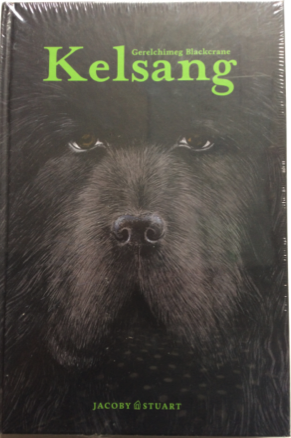 Gerelchimeg Blackcrane
Kelsang
JACOBY & STUART